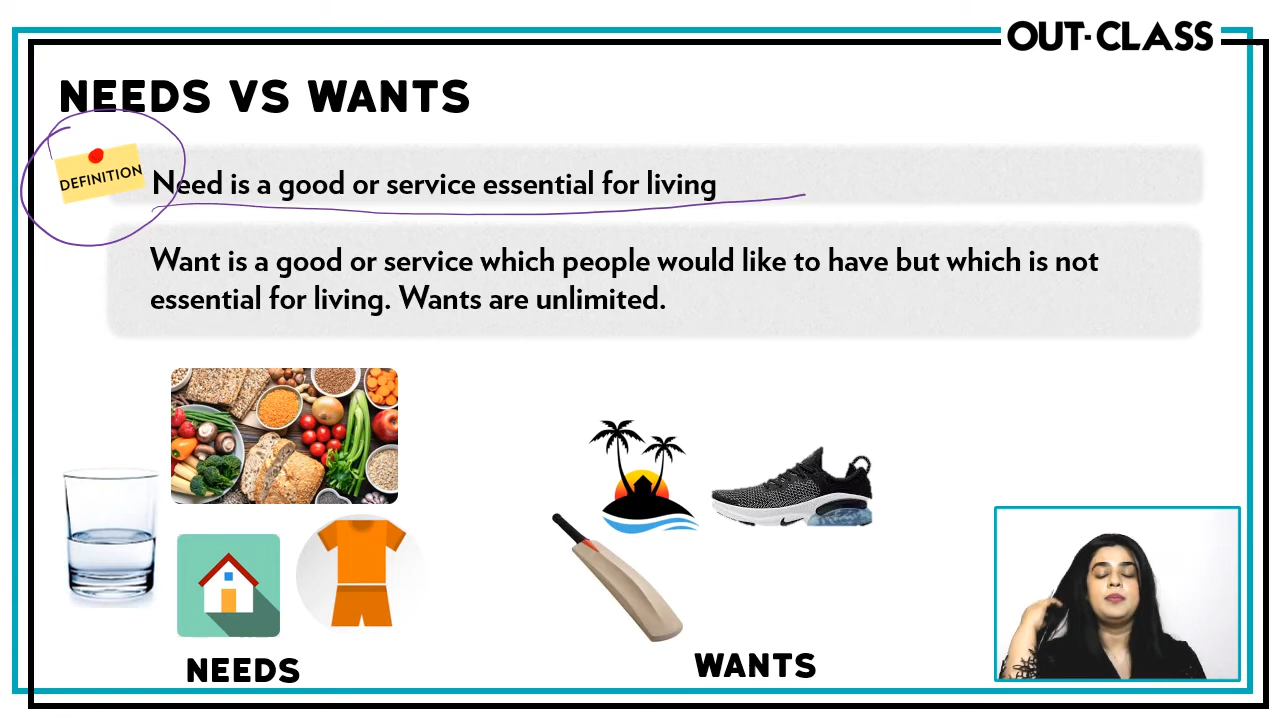 OUT-CLASS
NEEDS VS WANTS
DEFINITION
Need is a good or service essential for living
Want is a good or service which people would like to have but which is not
essential for living. Wants are unlimited.
NEEDS
WANTS